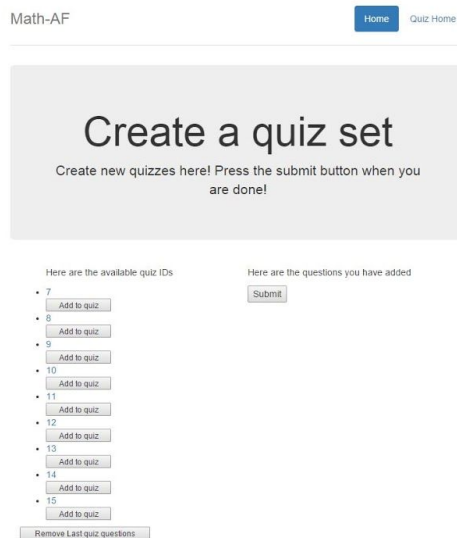 Math-AF
Home
Quiz Home
Create a quiz set
Create new quizzes here! Press the submit button when you
are done!
Here are the available quiz IDs
7
Add to quiz
8
Add to quiz
9
Add to quiz
10
Add to quiz
11
Add to quiz
12
Add to quiz
13
Add to quiz
14
Add to quiz
15
Add to quiz
Remove Last quiz questions
Here are the questions you have added
Submit